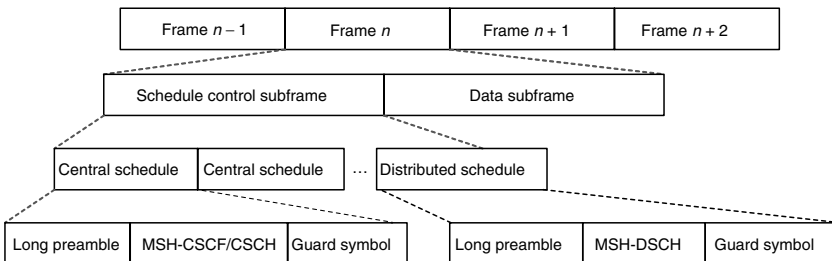 Frame n – 1 Frame n Frame n + 1 Frame n + 2
Schedule control subframe Data subframe
Central schedule Central schedule ... Distributed schedule
Long preamble MSH-CSCF/CSCH Guard symbol Long preamble MSH-DSCH Guard symbol